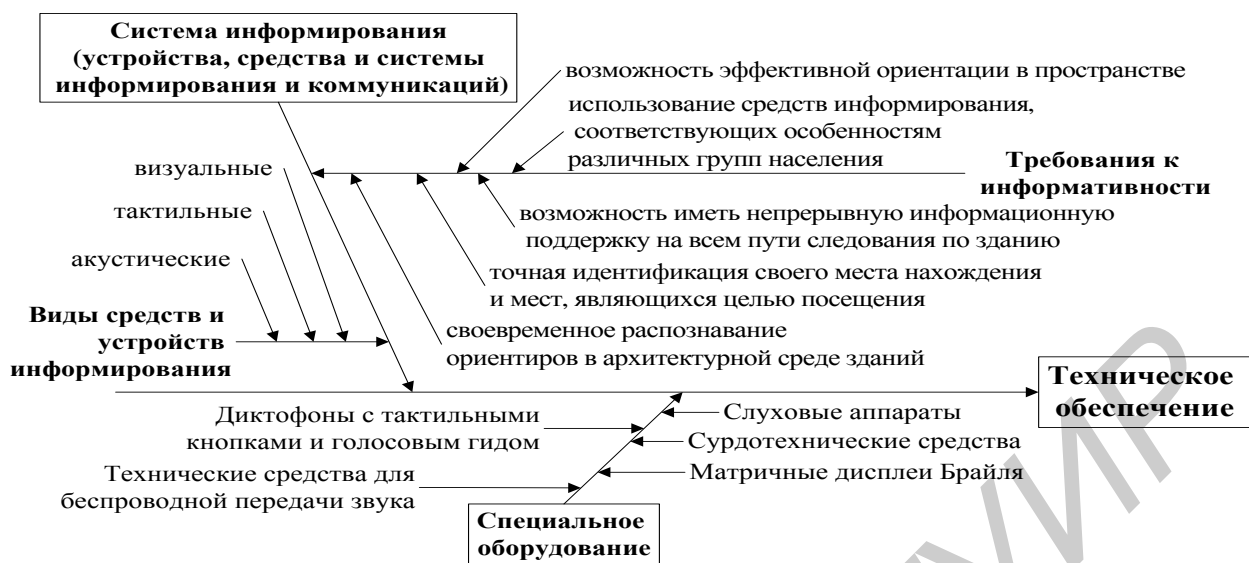 Система информирования
(устройства, средства и системы
информирования и коммуникаций)
возможность эффективной ориентации в пространстве
использование средств информирования,
соответствующих особенностям
различных групп населения
Требования к
информативности
визуальные
тактильные
акустические
возможность иметь непрерывную информационную
поддержку на всем пути следования по зданию
точная идентификация своего места нахождения
и мест, являющихся целью посещения
своевременное распознавание
ориентиров в архитектурной среде зданий
Виды средств и
устройств
информирования
Техническое
обеспечение
Диктофоны с тактильными
кнопками и голосовым гидом
Технические средства для
беспроводной передачи звука
Слуховые аппараты
Сурдотехнические средства
Матричные дисплеи Брайля
Специальное
оборудование
УИР